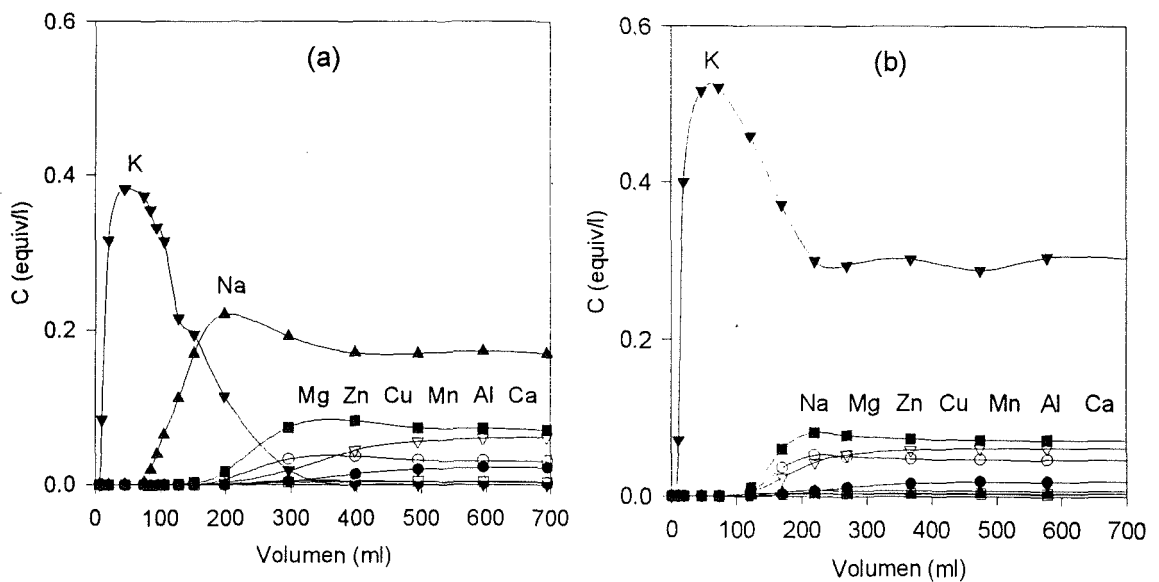 (a)
C (equiv/l)
0.6
0.4
0.2
0.0
K
Na
Mg Zn Cu Mn Al Ca
0 100 200 300 400 500 600 700
Volumen (ml)
(b)
C (equiv/l)
0.6
0.4
0.2
0.0
K
Na Mg Zn Cu Mn Al Ca
0 100 200 300 400 500 600 700
Volumen (ml)